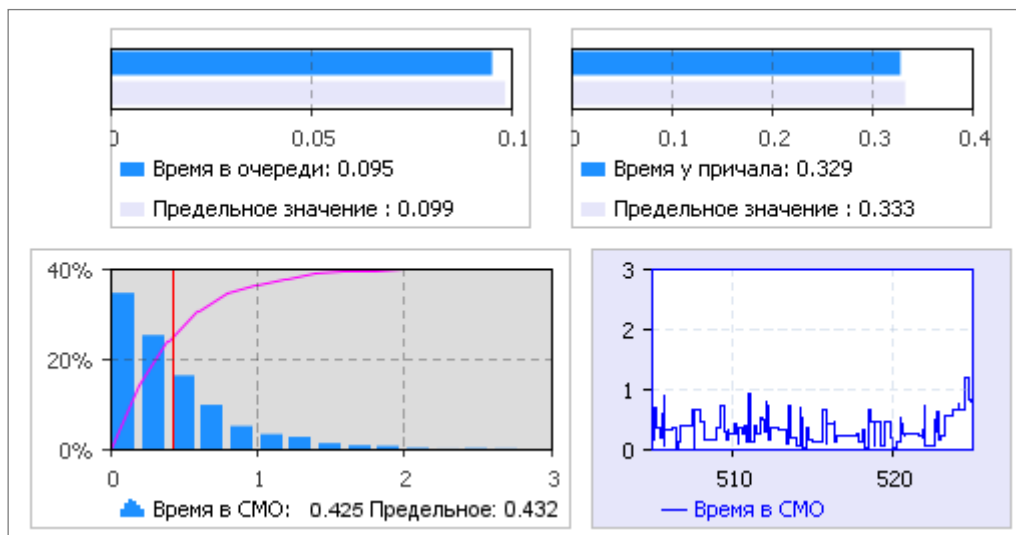 0 0.05 0.1
Время в очереди: 0.095
Предельное значение : 0.099
0 0.1 0.2 0.3 0.4
Время у причала: 0.329
Предельное значение : 0.333
40%
20%
0%
0 1 2 3
Время в СМО: 0.425 Предельное: 0.432
3
2
1
0
510 520
Время в СМО